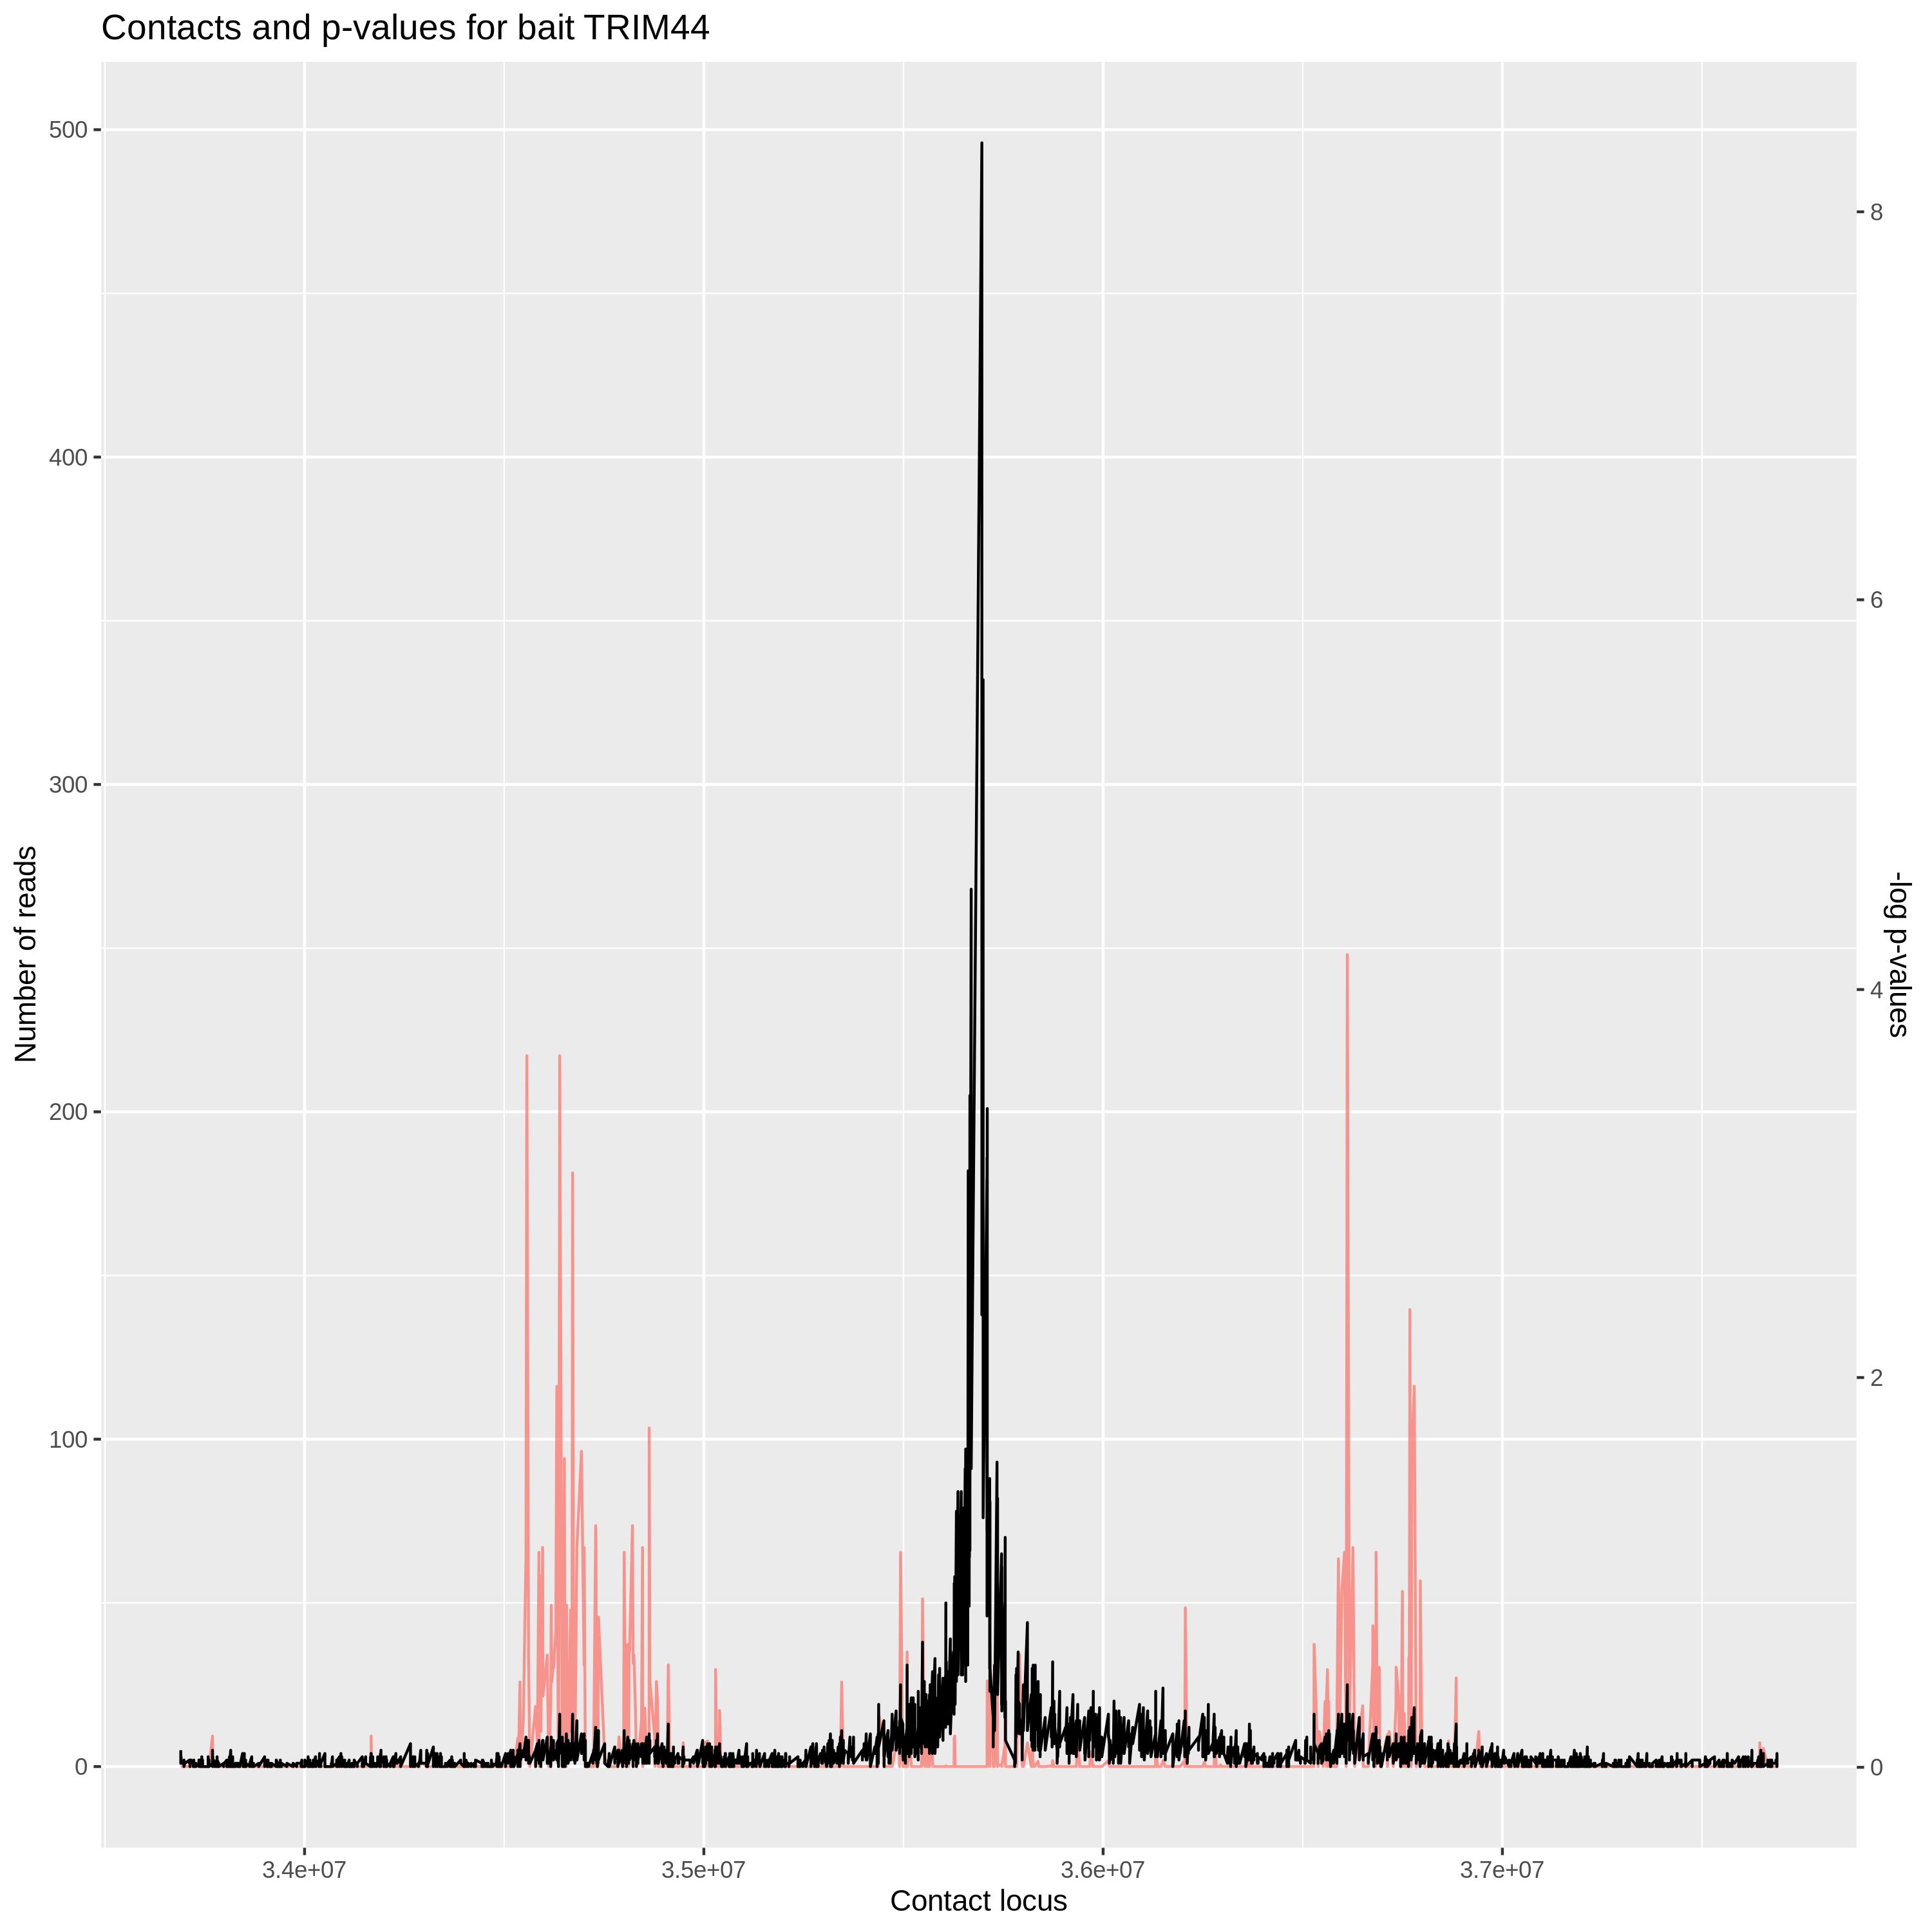 Contacts and p-values for bait TRIM44
500
400
300
200
100
0
Number of reads
8
6
4
2
0
-log p-values
3.4e+07
3.5e+07
3.6e+07
3.7e+07
Contact locus